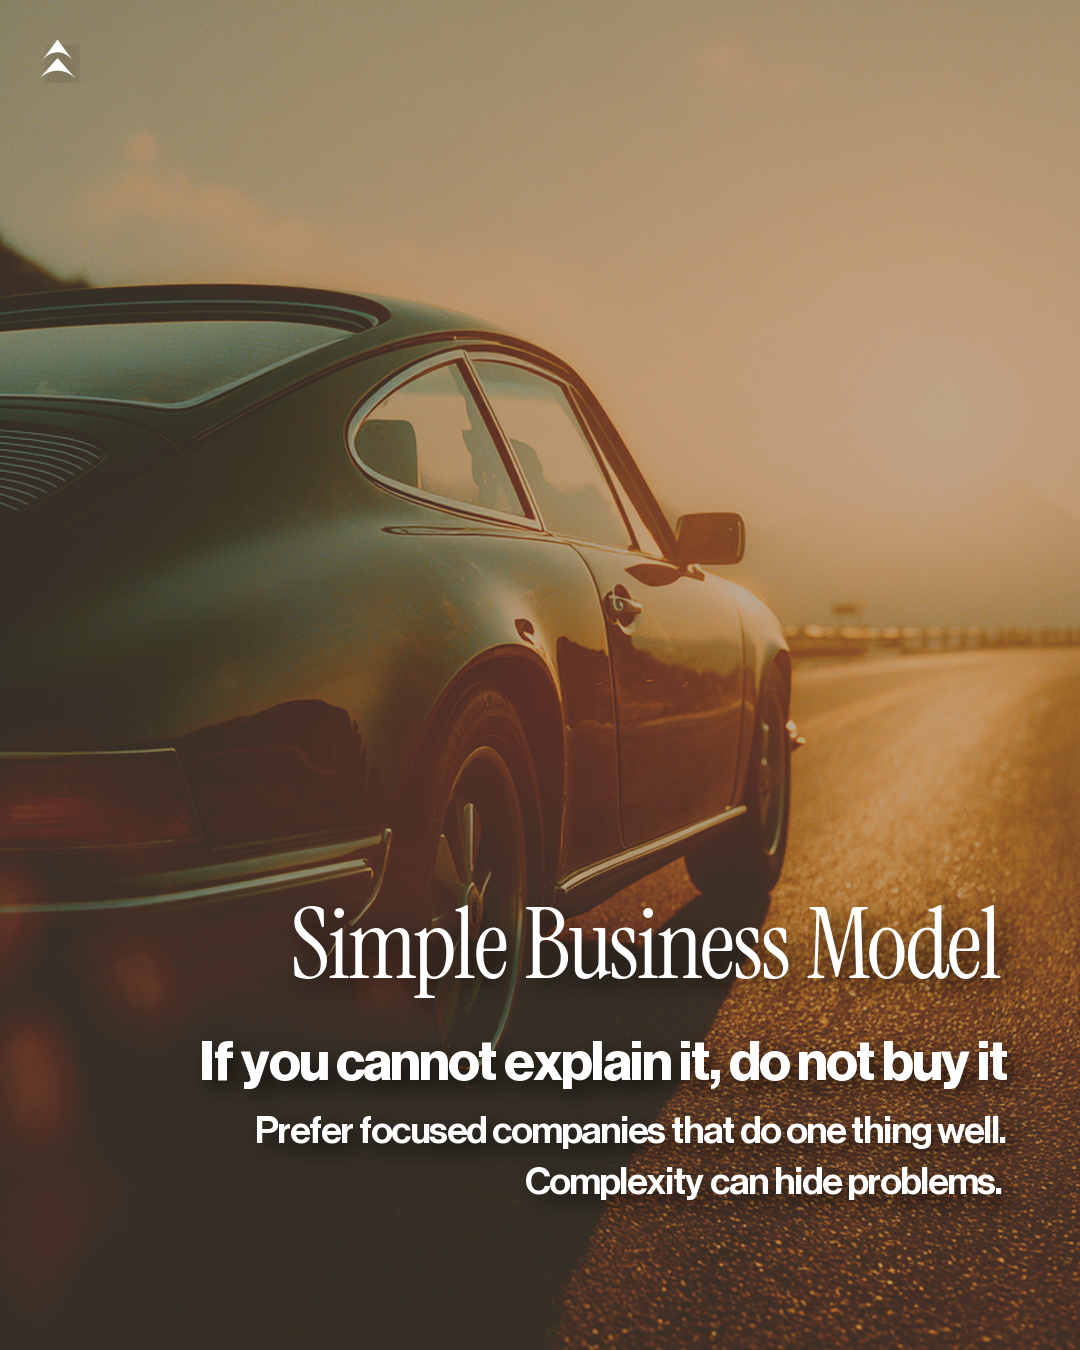 Simple Business Model
If you cannot explain it, do not buy it
Prefer focused companies that do one thing well.
Complexity can hide problems.